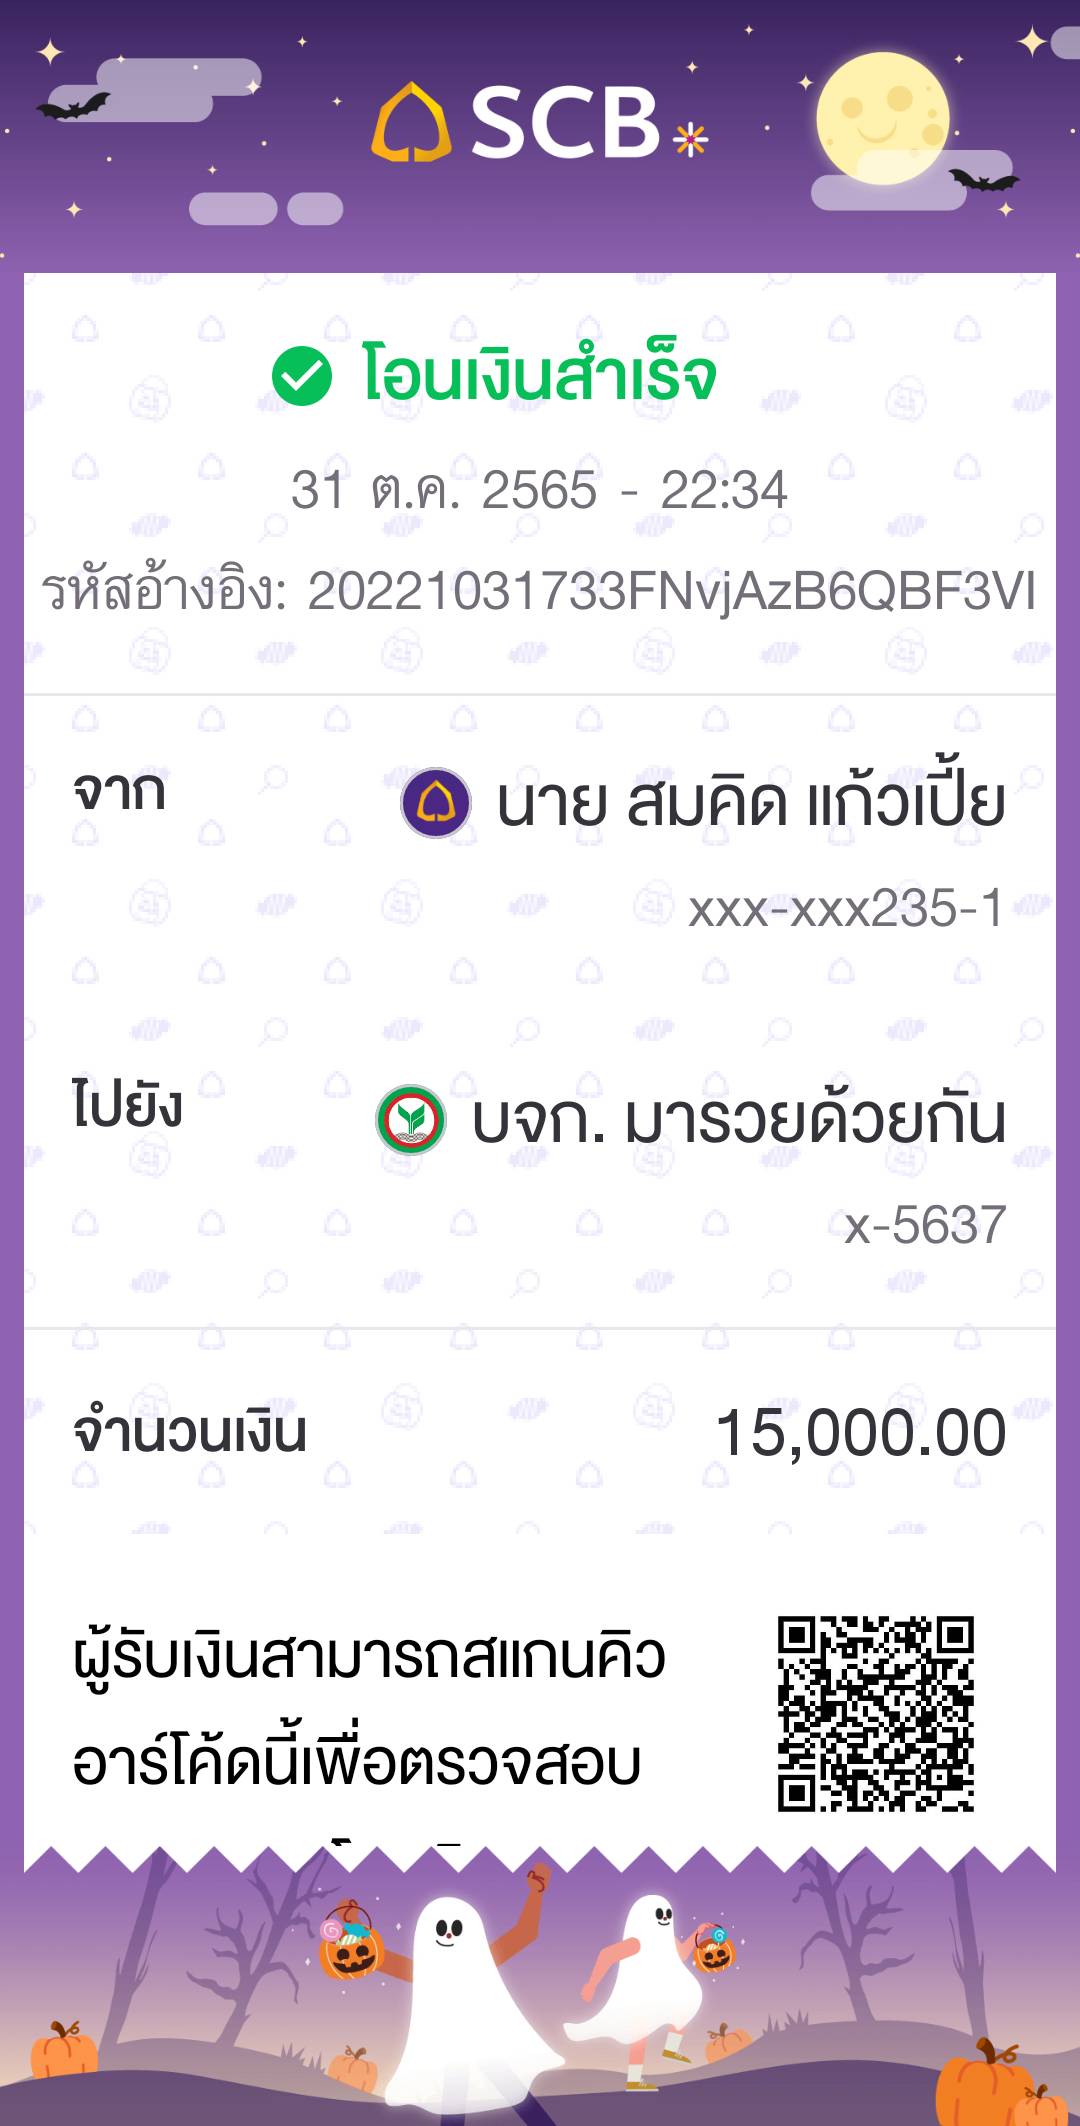 SCB
โอนเงินสำเร็จ
31 ต.ค. 2565 - 22:34
รหัสอ้างอิง: 20221031733FNvjAzB6QBF3VI
จาก
นาย สมคิด แก้วเปี้ย
xxx-xxx235-1
ไปยัง
บจก. มารวยด้วยกัน
x-5637
จำนวนเงิน
15,000.00
ผู้รับเงินสามารถสแกนคิว
อาร์โค้ดนี้เพื่อตรวจสอบ